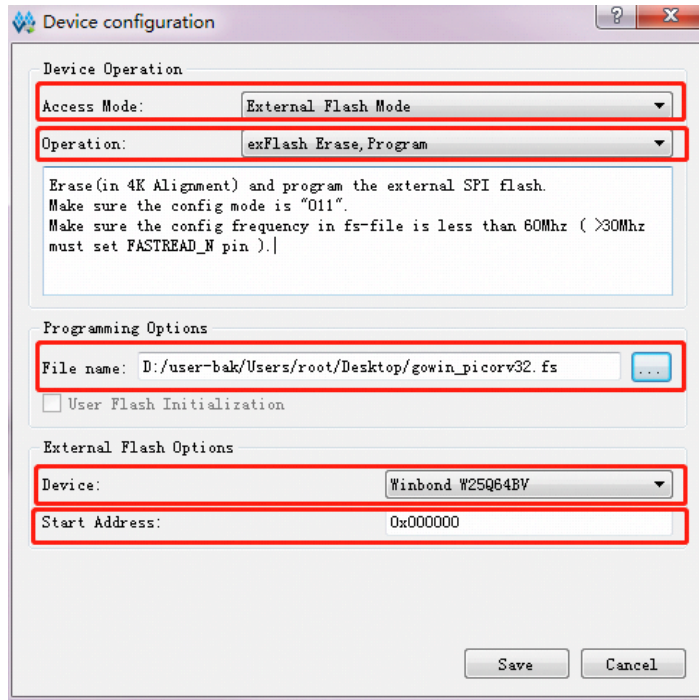 Device configuration
Device Operation
Access Mode: External Flash Mode
Operation: exFlash Erase,Program
Erase(in 4K Alignment) and program the external SPI flash.
Make sure the config mode is "011".
Make sure the config frequency in fs-file is less than 60Mhz ( >30Mhz
must set FASTREAD_N pin ).
Programming Options
File name: D:/user-bak/Users/root/Desktop/gowin_picorv32.fs ...
User Flash Initialization
External Flash Options
Device: Winbond W25Q64BV
Start Address: 0x000000
Save Cancel